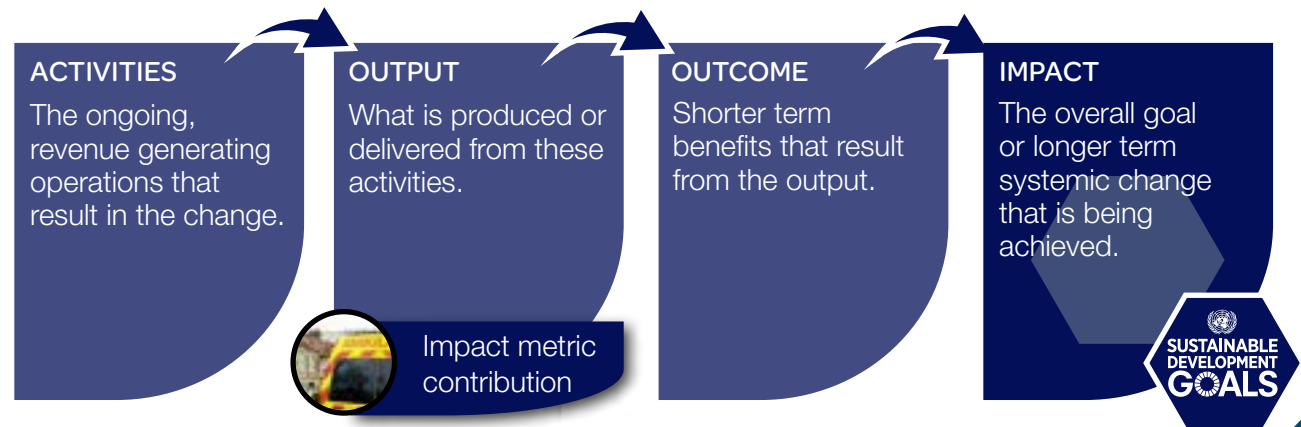 ACTIVITIES
The ongoing,
revenue generating
operations that
result in the change.
OUTPUT
What is produced or
delivered from these
activities.
Impact metric
contribution
OUTCOME
Shorter term
benefits that result
from the output.
IMPACT
The overall goal
or longer term
systemic change
that is being
achieved.
SUSTAINABLE
DEVELOPMENT
GOALS